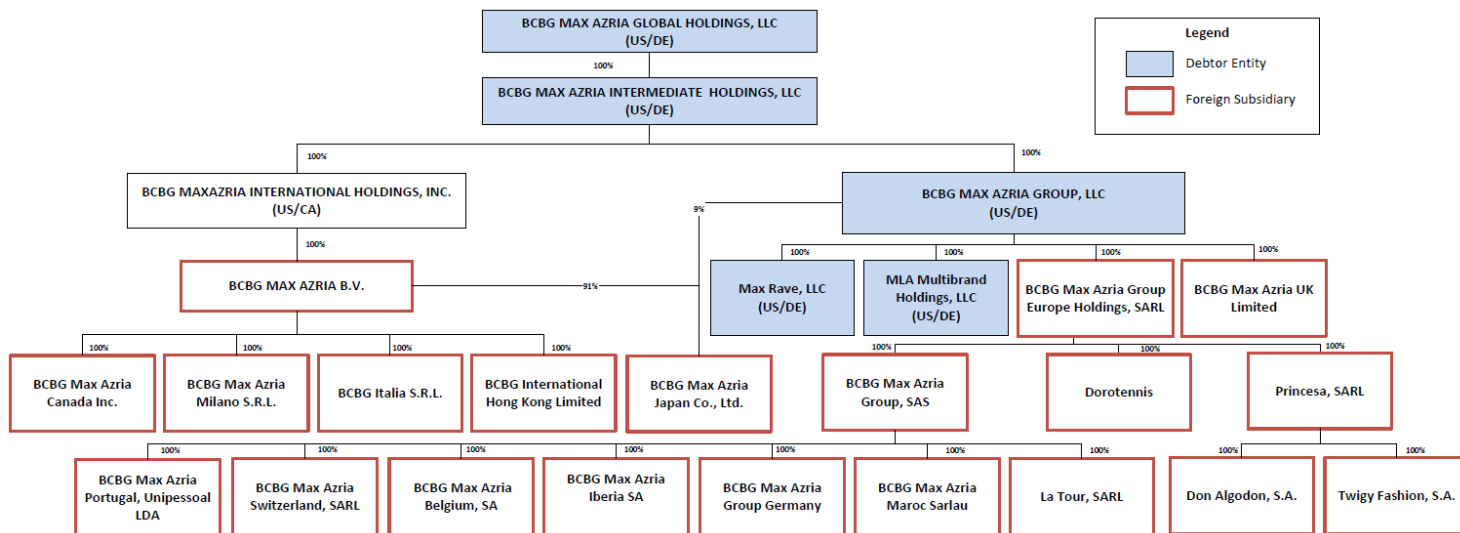 BCBG MAX AZRIA GLOBAL HOLDINGS, LLC
(US/DE)
Legend
Debtor Entity
Foreign Subsidiary
100%
BCBG MAX AZRIA INTERMEDIATE HOLDINGS, LLC
(US/DE)
100%
100%
BCBG MAXAZRIA INTERNATIONAL HOLDINGS, INC.
(US/CA)
BCBG MAX AZRIA GROUP, LLC
(US/DE)
9%
100%
100%
100%
100%
100%
BCBG MAX AZRIA B.V.
91%
Max Rave, LLC
(US/DE)
MLA Multibrand
Holdings, LLC
(US/DE)
BCBG Max Azria Group
Europe Holdings, SARL
BCBG Max Azria UK
Limited
100%
100%
100%
100%
100%
100%
100%
BCBG Max Azria
Canada Inc.
BCBG Max Azria
Milano S.R.L.
BCBG Italia S.R.L.
BCBG International
Hong Kong Limited
BCBG Max Azria
Japan Co., Ltd.
BCBG Max Azria
Group, SAS
Dorotennis
Princesa, SARL
100%
100%
100%
100%
100%
100%
100%
100%
100%
BCBG Max Azria
Portugal, Unipessoal
LDA
BCBG Max Azria
Switzerland, SARL
BCBG Max Azria
Belgium, SA
BCBG Max Azria
Iberia SA
BCBG Max Azria
Group Germany
BCBG Max Azria
Maroc Sarlau
La Tour, SARL
Don Algodon, S.A.
Twigy Fashion, S.A.